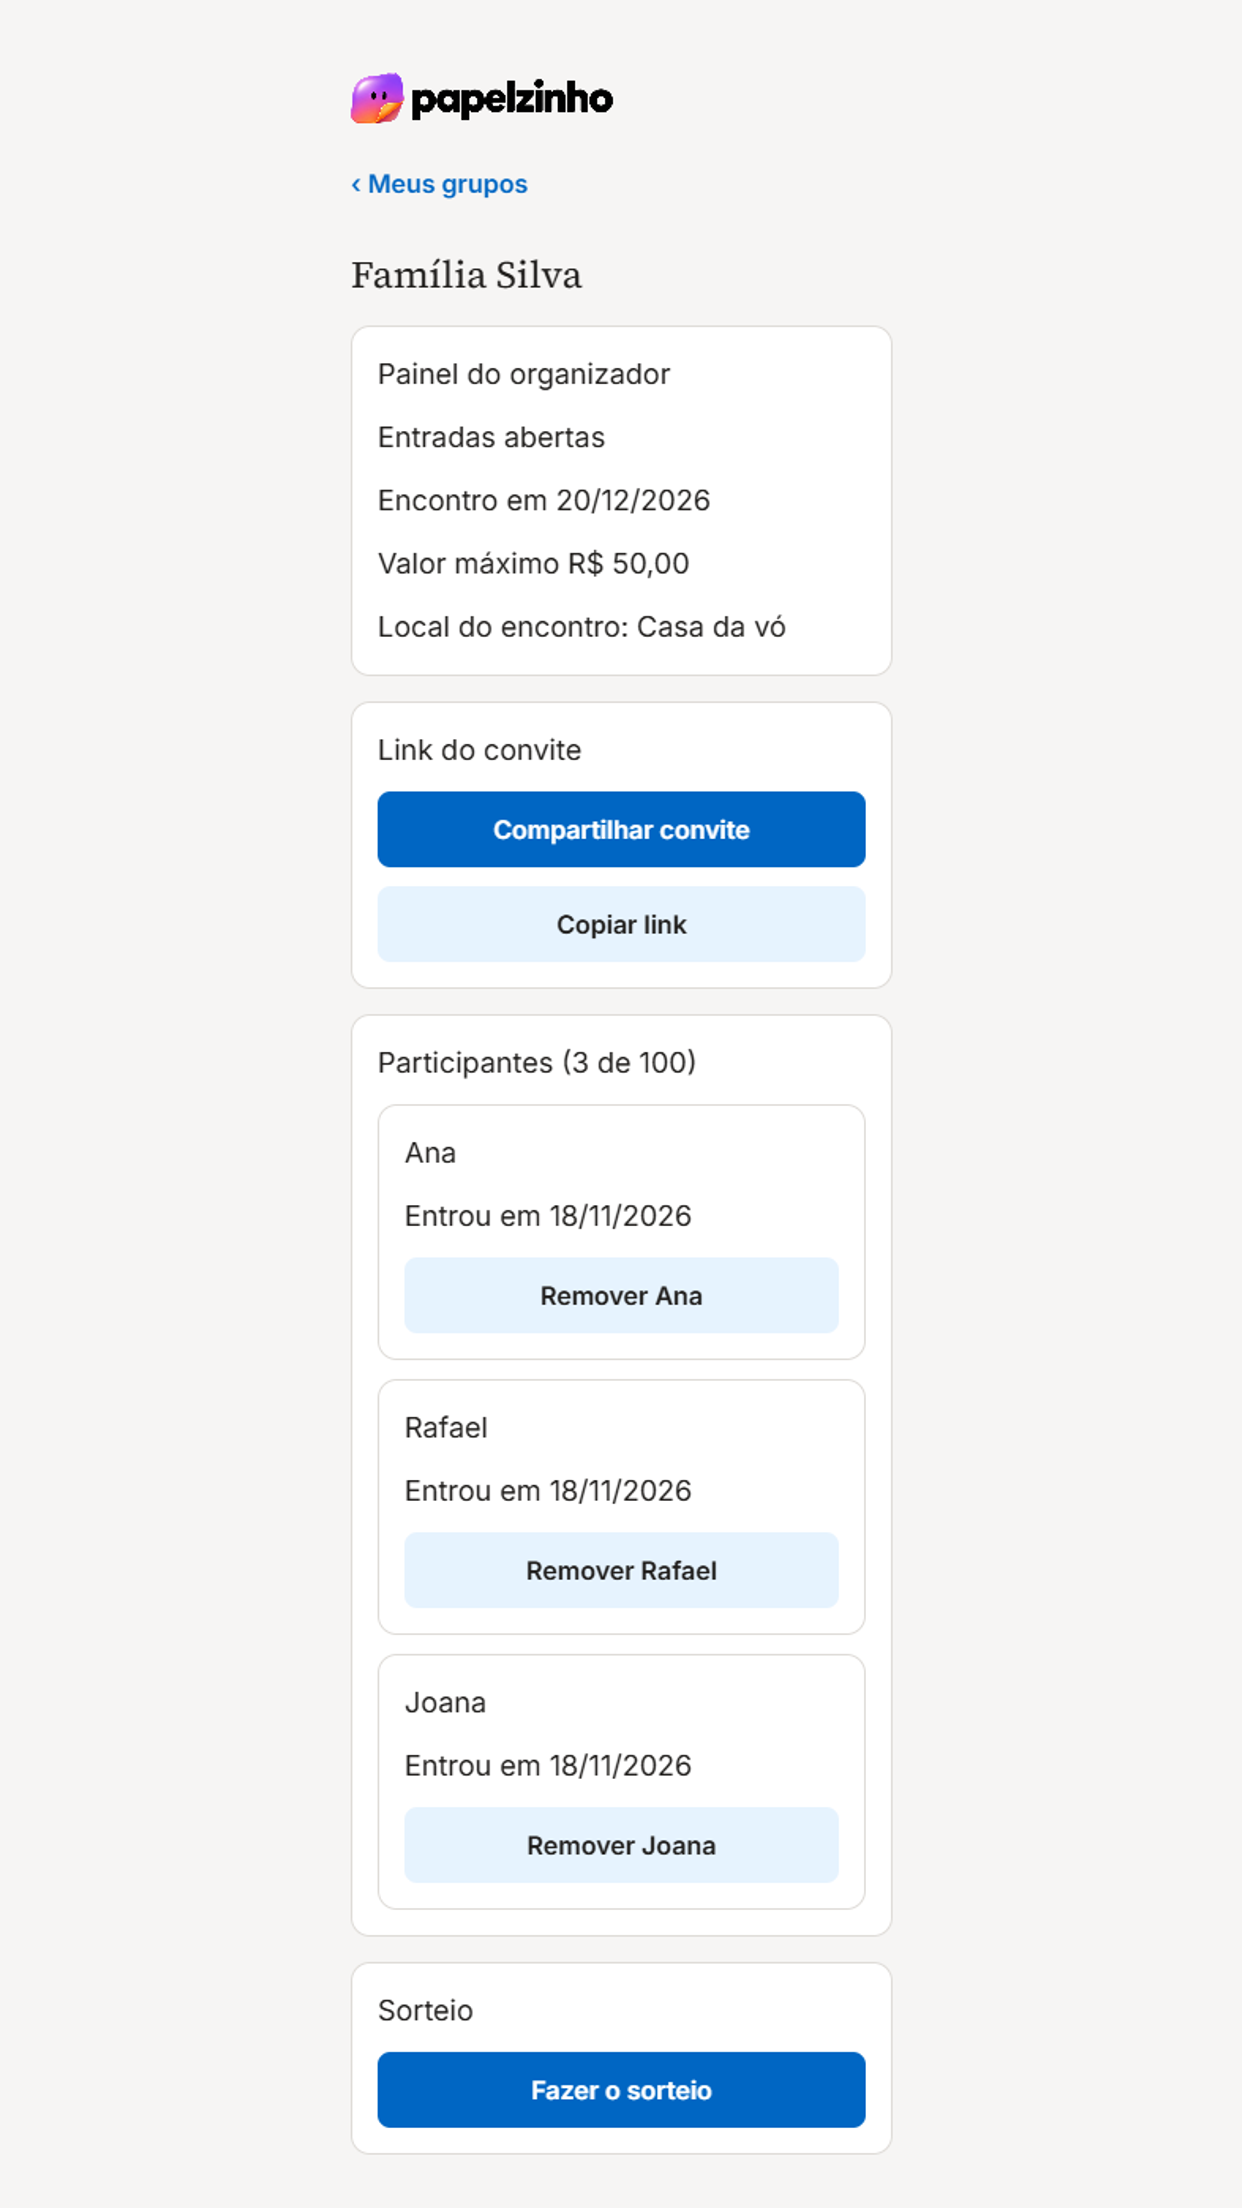 papelzinho
‹ Meus grupos
Família Silva
Painel do organizador
Entradas abertas
Encontro em 20/12/2026
Valor máximo R$ 50,00
Local do encontro: Casa da vó
Link do convite
Compartilhar convite
Copiar link
Participantes (3 de 100)
Ana
Entrou em 18/11/2026
Remover Ana
Rafael
Entrou em 18/11/2026
Remover Rafael
Joana
Entrou em 18/11/2026
Remover Joana
Sorteio
Fazer o sorteio